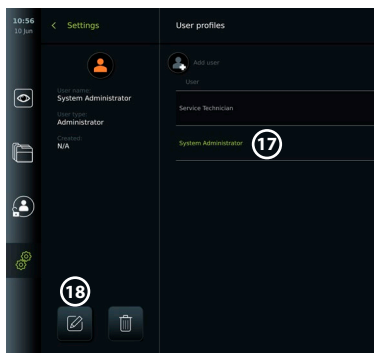 10:56
10 Jun
Settings
User profiles
Add user
User
User name:
System Administrator
User type:
Administrator
Created:
N/A
Service Technician
System Administrator
17
18